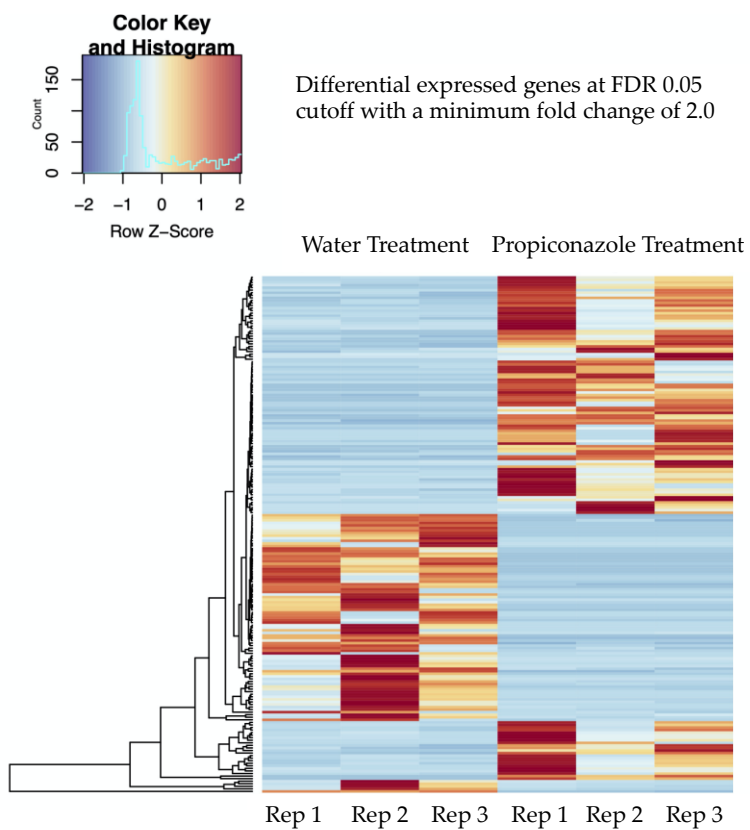 Color Key
and Histogram
Count
0
50
150
-2 -1 0 1 2
Row Z-Score
Differential expressed genes at FDR 0.05
cutoff with a minimum fold change of 2.0
Water Treatment Propiconazole Treatment
Rep 1 Rep 2 Rep 3 Rep 1 Rep 2 Rep 3